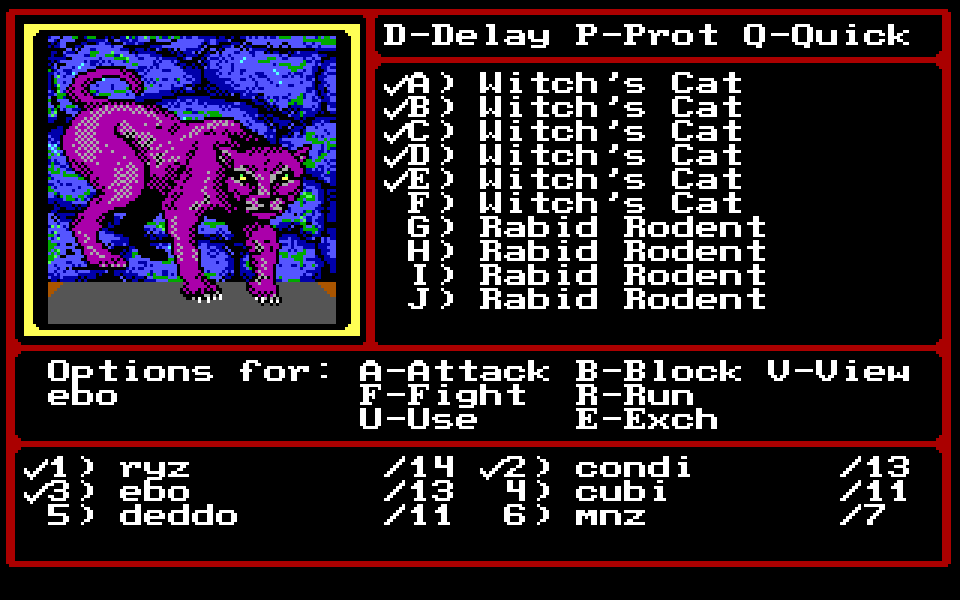 D-Delay P-Prot Q-Quick
✓A) Witch's Cat
✓B) Witch's Cat
✓C) Witch's Cat
✓D) Witch's Cat
✓E) Witch's Cat
F) Witch's Cat
G) Rabid Rodent
H) Rabid Rodent
I) Rabid Rodent
J) Rabid Rodent
Options for: A-Attack B-Block V-View
ebo F-Fight R-Run
U-Use E-Exch
✓1) ryz /14 ✓2) condi /13
✓3) ebo /13 4) cubi /11
5) deddo /11 6) mnz /7